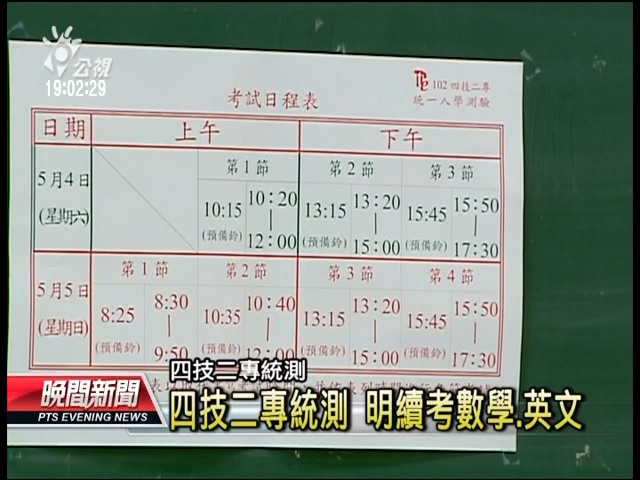 公視
19:02:29
考試日程表
102四技二專
統一入學測驗
日期 上午 下午
5月4日
(星期六)
第1節 第2節 第3節
10:15 10:20 13:15 13:20 15:45 15:50
(預備鈴) 12:00 (預備鈴) 15:00 (預備鈴) 17:30
5月5日
(星期日)
第1節 第2節 第3節 第4節
8:25 8:30 10:35 10:40 13:15 13:20 15:45 15:50
(預備鈴) 9:50 (預備鈴) 12:00 (預備鈴) 15:00 (預備鈴) 17:30
四技二專統測
晚間新聞
PTS EVENING NEWS
四技二專統測 明續考數學.英文